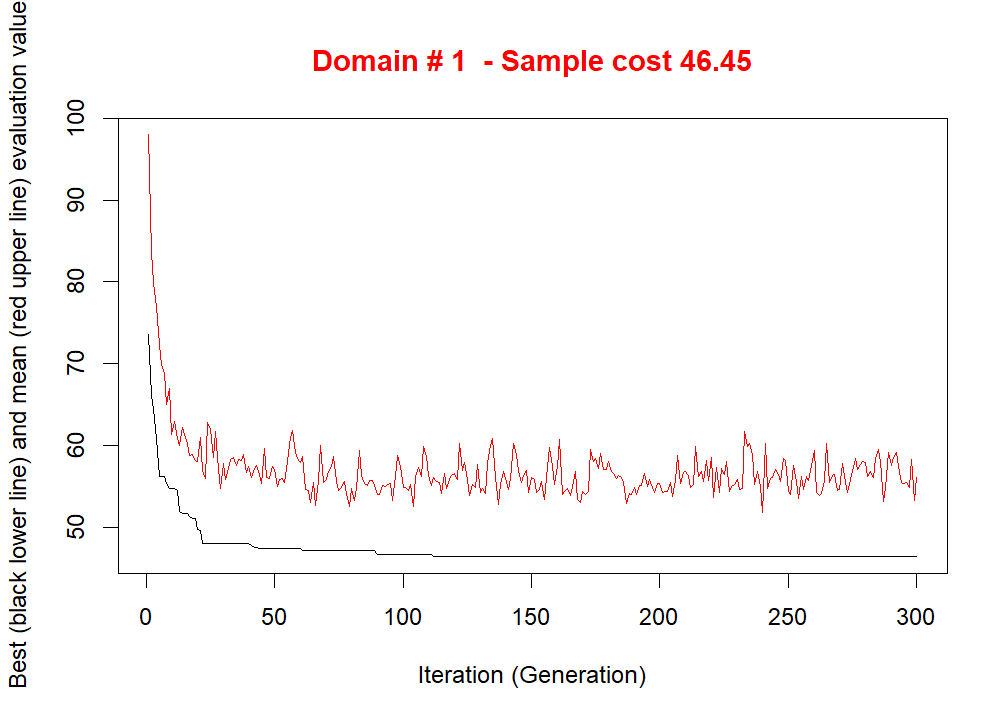 Domain # 1  - Sample cost 46.45
Best (black lower line) and mean (red upper line) evaluation value
100
90
80
70
60
50
0 50 100 150 200 250 300
Iteration (Generation)